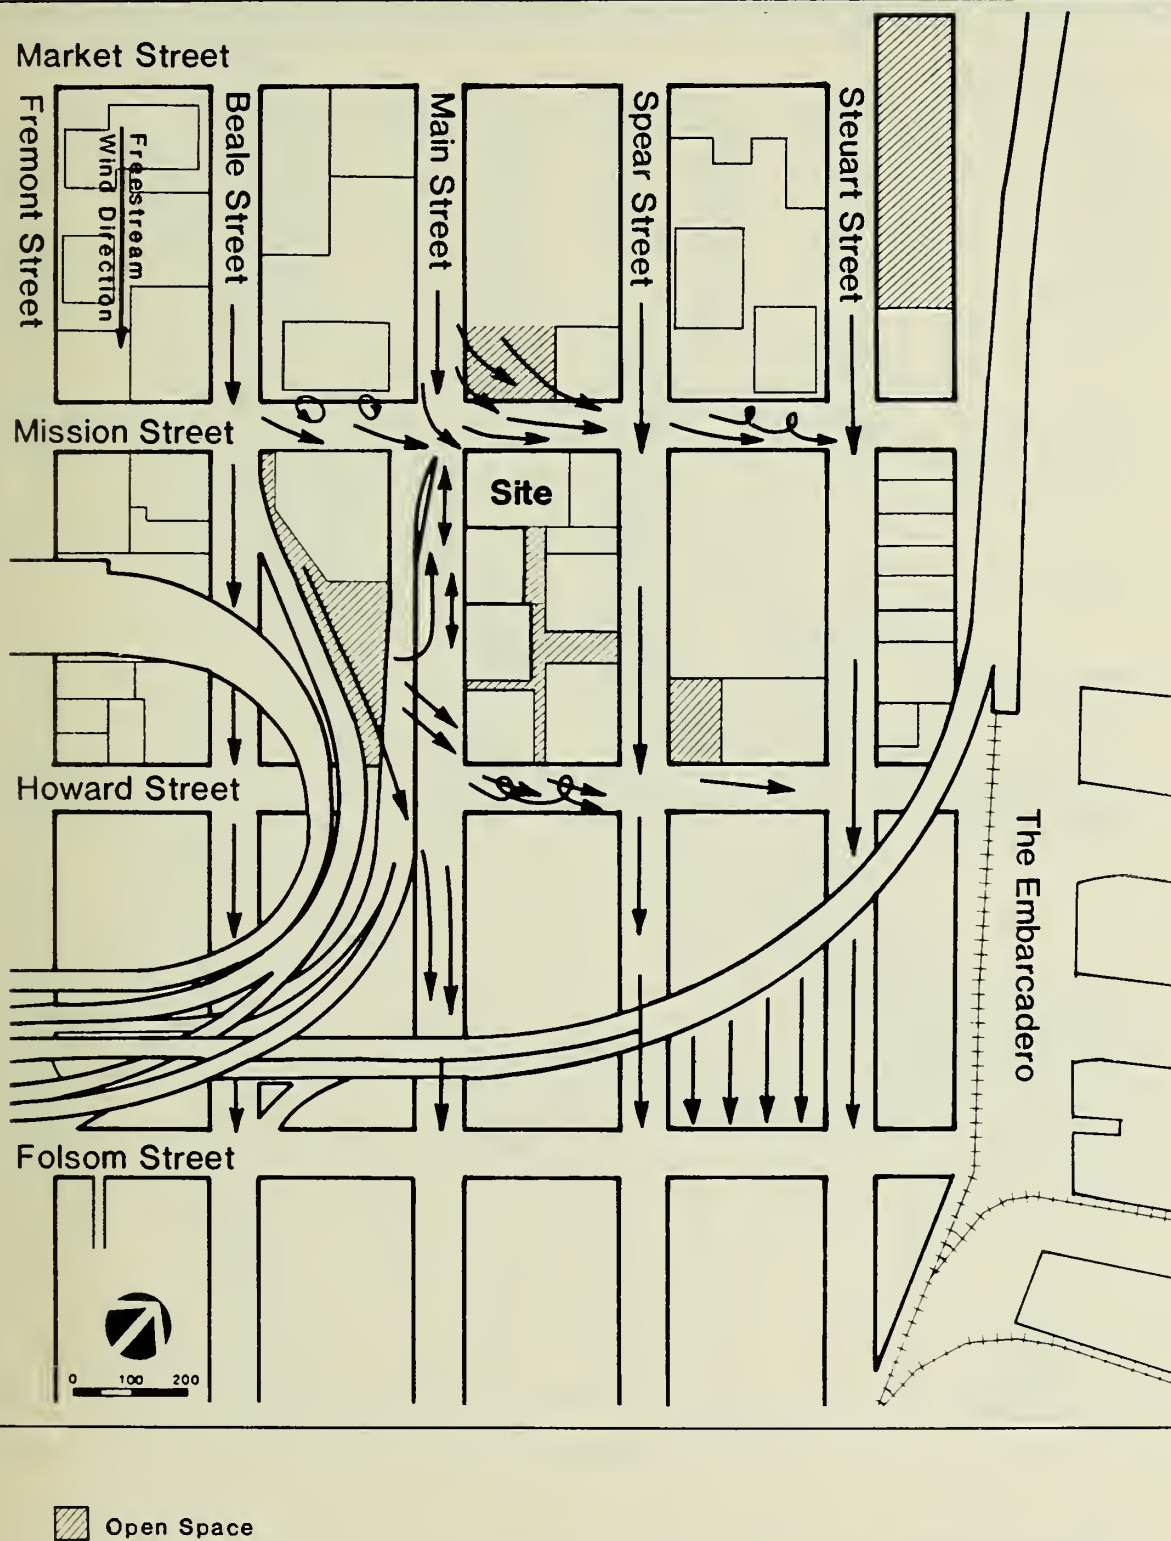 Market Street
Fremont Street
Freestream
Wind Direction
Beale Street
Main Street
Spear Street
Steuart Street
Mission Street
Site
Howard Street
The Embarcadero
Folsom Street
0 100 200
Open Space